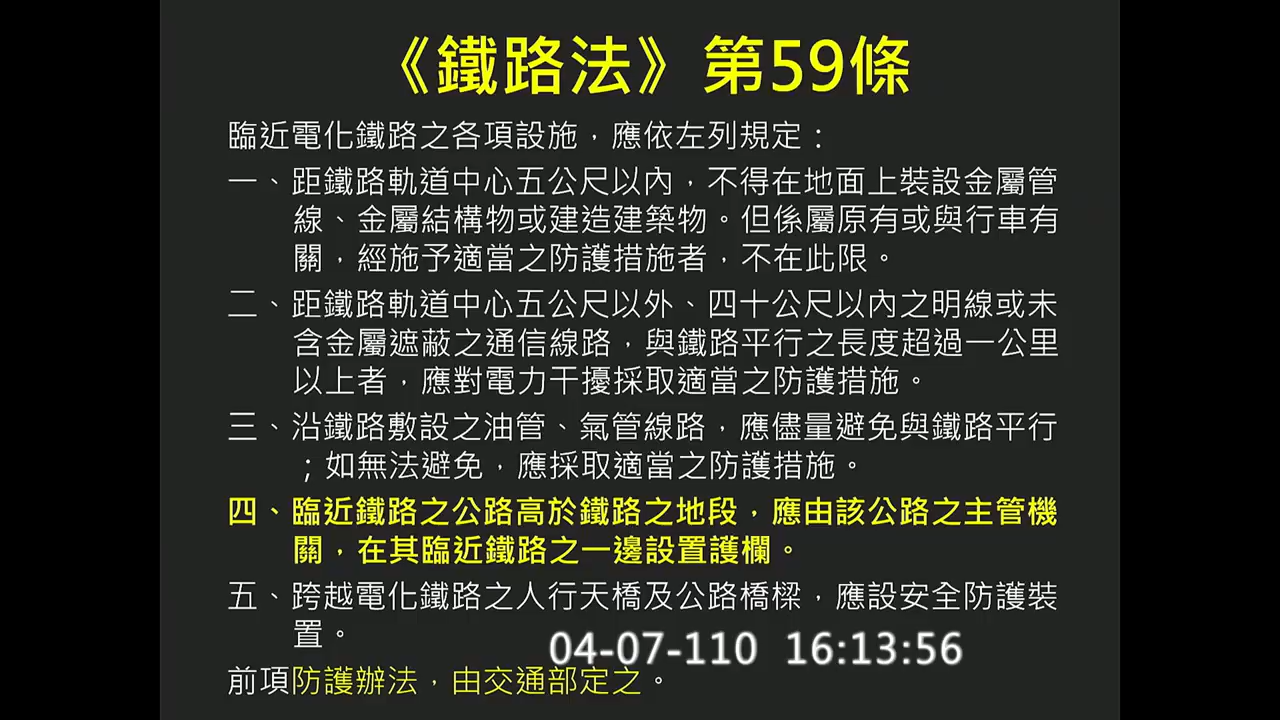 《鐵路法》第59條
臨近電化鐵路之各項設施，應依左列規定：
一、距鐵路軌道中心五公尺以內，不得在地面上裝設金屬管
線、金屬結構物或建造建築物。但係屬原有或與行車有
關，經施予適當之防護措施者，不在此限。
二、距鐵路軌道中心五公尺以外、四十公尺以內之明線或未
含金屬遮蔽之通信線路，與鐵路平行之長度超過一公里
以上者，應對電力干擾採取適當之防護措施。
三、沿鐵路敷設之油管、氣管線路，應儘量避免與鐵路平行
；如無法避免，應採取適當之防護措施。
四、臨近鐵路之公路高於鐵路之地段，應由該公路之主管機
關，在其臨近鐵路之一邊設置護欄。
五、跨越電化鐵路之人行天橋及公路橋樑，應設安全防護裝
置。
04-07-110 16:13:56
前項防護辦法，由交通部定之。